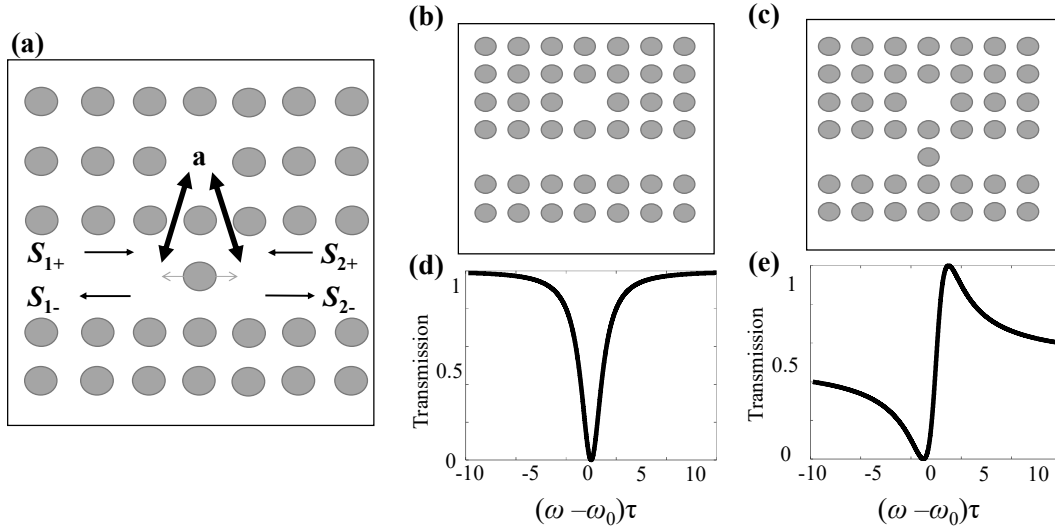 (a)
a
S1+
S2+
S1-
S2-
(b)
(c)
(d)
1
0.5
0
Transmission
-10 -5 0 5 10
(ω −ω0)τ
(e)
1
0.5
0
Transmission
-10 -5 0 5 10
(ω −ω0)τ